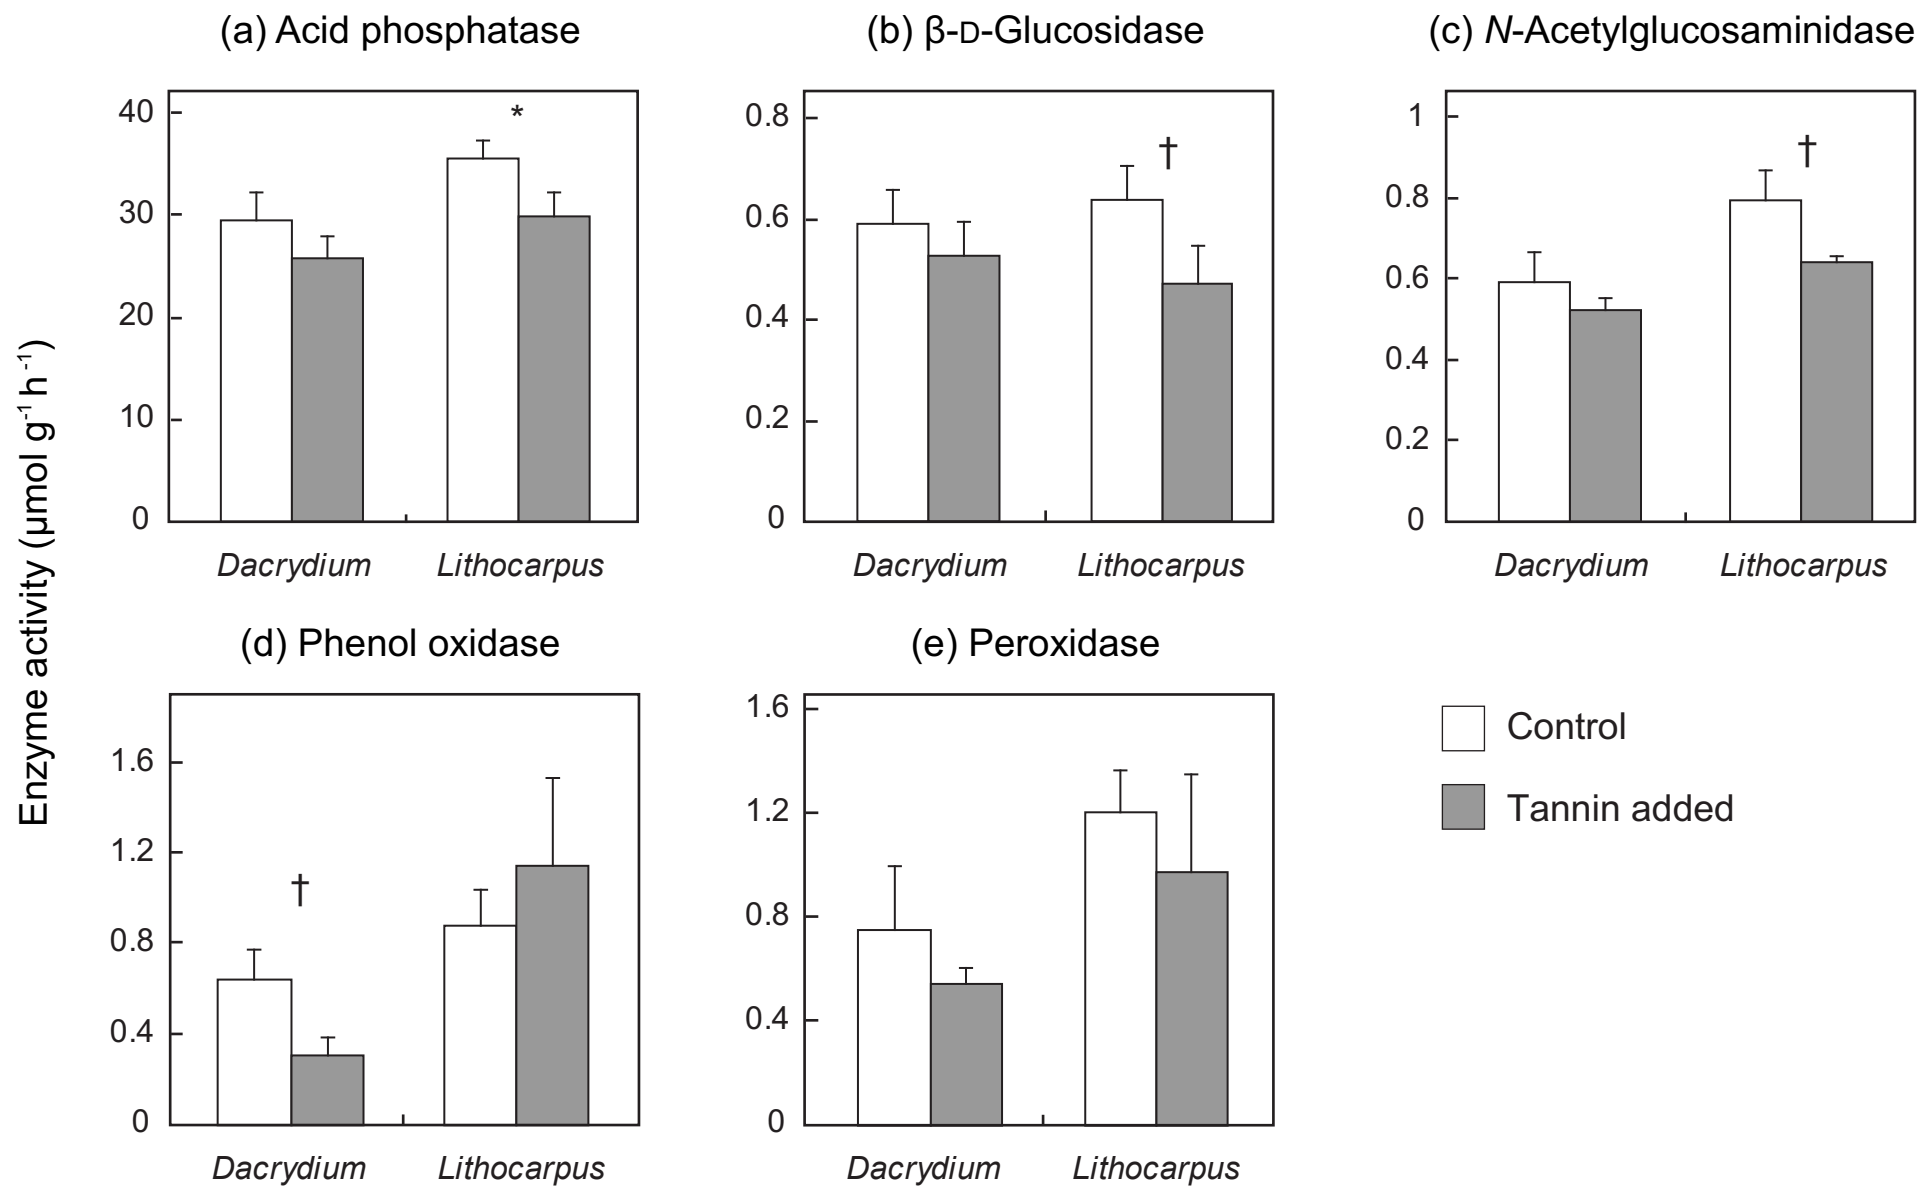 (a) Acid phosphatase
(b) β-D-Glucosidase
(c) N-Acetylglucosaminidase
Enzyme activity (μmol g-1 h-1)
40
30
20
10
0
*
Dacrydium Lithocarpus
0.8
0.6
0.4
0.2
0
†
Dacrydium Lithocarpus
1
0.8
0.6
0.4
0.2
0
†
Dacrydium Lithocarpus
(d) Phenol oxidase
(e) Peroxidase
1.6
1.2
0.8
0.4
0
†
Dacrydium Lithocarpus
1.6
1.2
0.8
0.4
0
Dacrydium Lithocarpus
Control
Tannin added